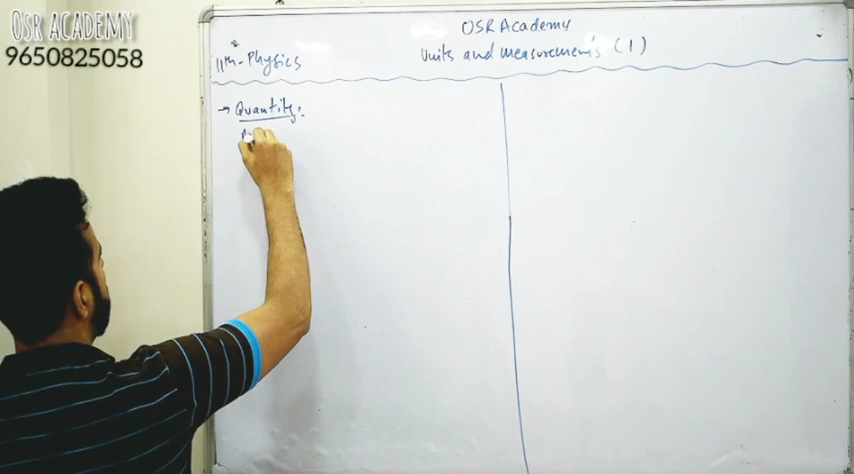 OSR ACADEMY
9650825058
OSR Academy
11th-Physics
Units and measurements (1)
→ Quantity: